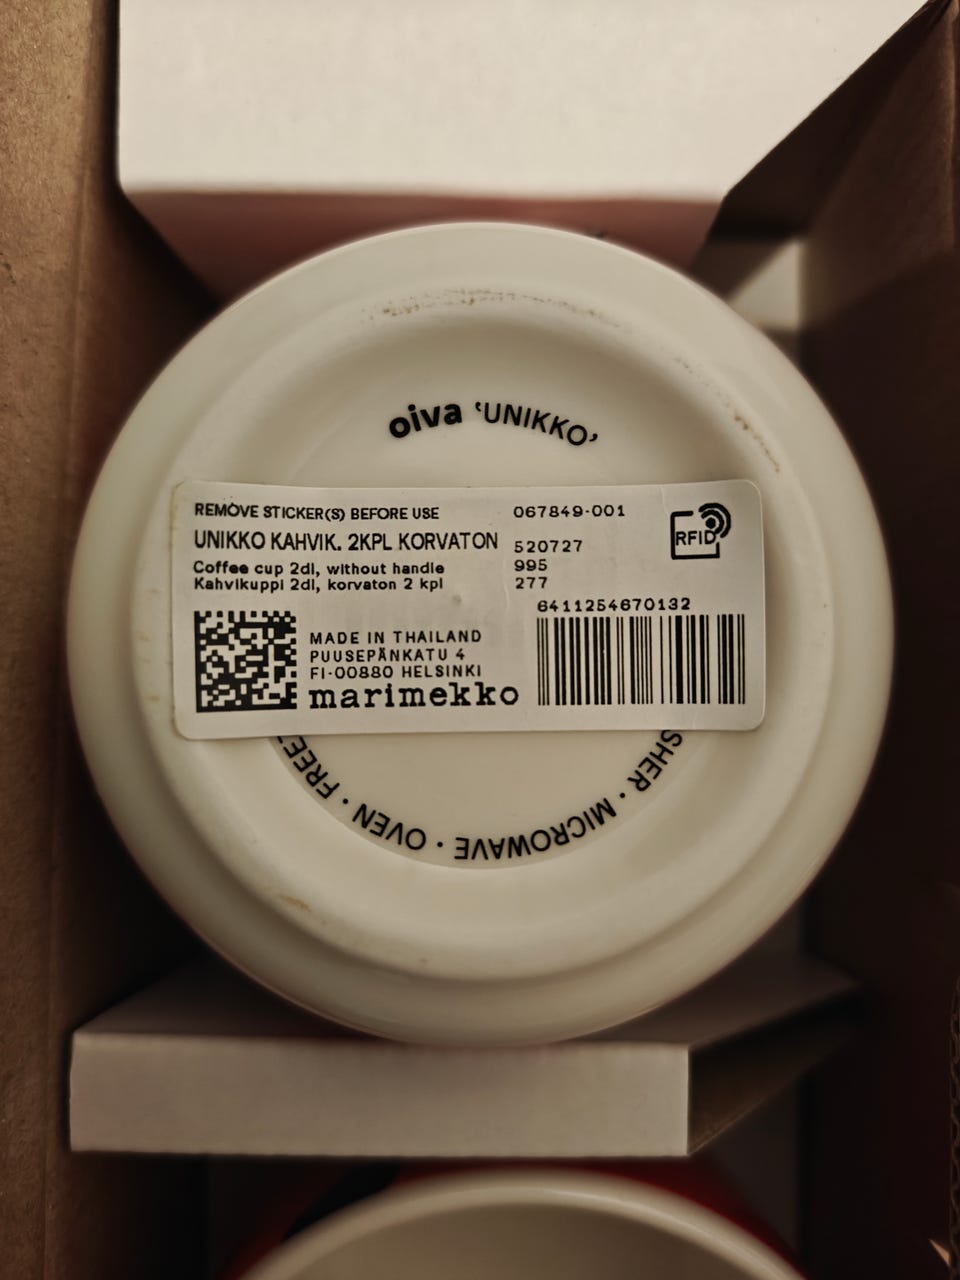 oiva ‘UNIKKO’
REMOVE STICKER(S) BEFORE USE
067849-001
RFID
UNIKKO KAHVIK. 2KPL KORVATON
520727
Coffee cup 2dl, without handle
995
Kahvikuppi 2dl, korvaton 2 kpl
277
6411254670132
MADE IN THAILAND
PUUSEPÄNKATU 4
FI-00880 HELSINKI
marimekko
SHER · MICROWAVE · OVEN · FREE